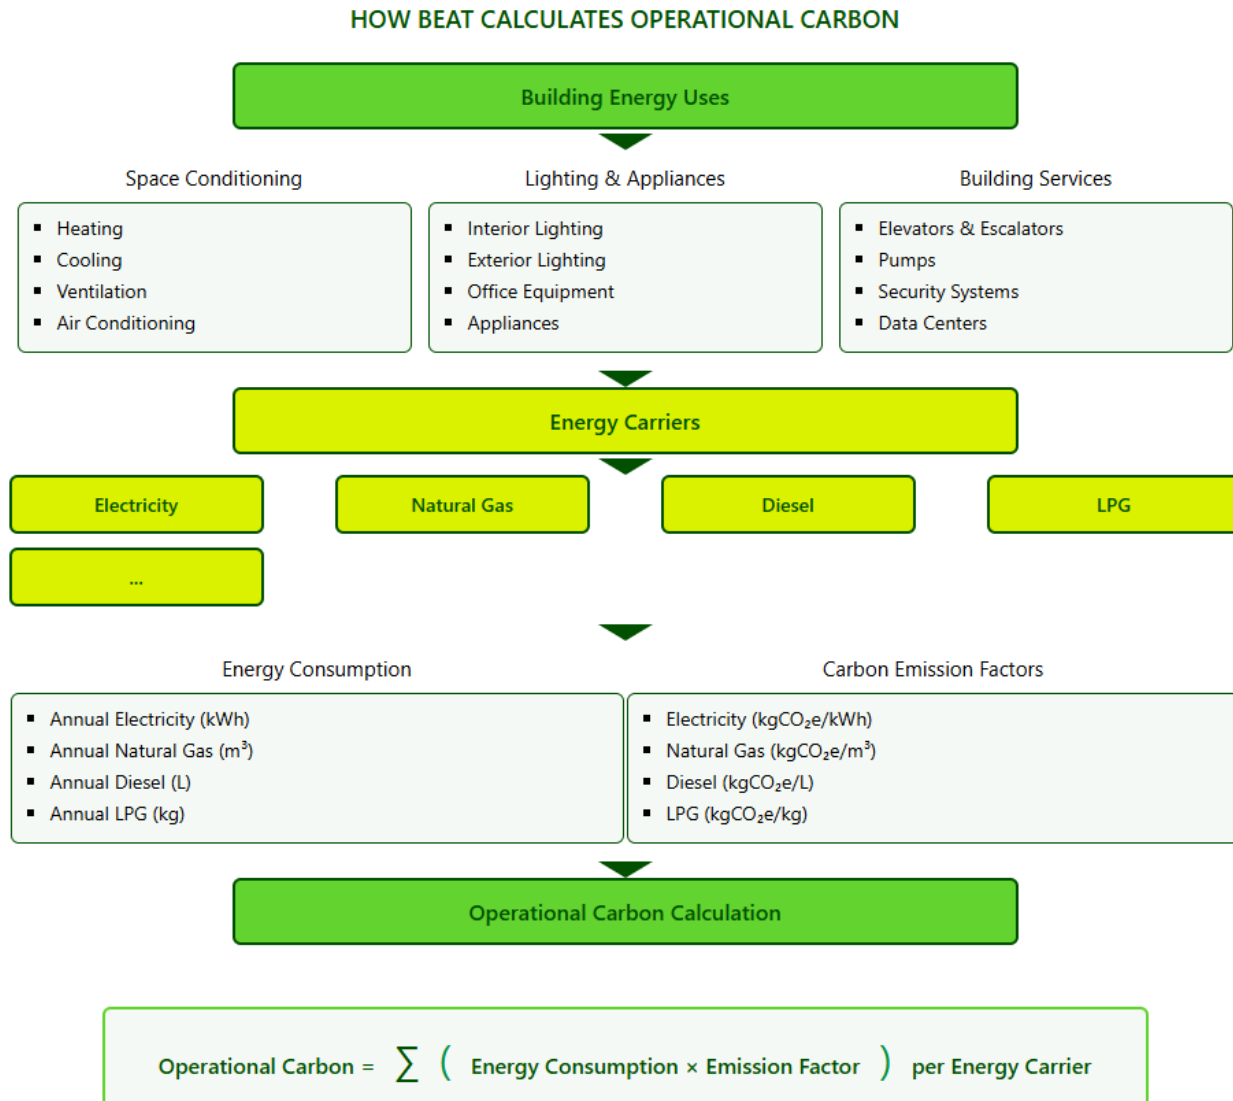 HOW BEAT CALCULATES OPERATIONAL CARBON
Building Energy Uses
Space Conditioning
▪ Heating
▪ Cooling
▪ Ventilation
▪ Air Conditioning
Lighting & Appliances
▪ Interior Lighting
▪ Exterior Lighting
▪ Office Equipment
▪ Appliances
Building Services
▪ Elevators & Escalators
▪ Pumps
▪ Security Systems
▪ Data Centers
Energy Carriers
Electricity
Natural Gas
Diesel
LPG
...
Energy Consumption
▪ Annual Electricity (kWh)
▪ Annual Natural Gas (m³)
▪ Annual Diesel (L)
▪ Annual LPG (kg)
Carbon Emission Factors
▪ Electricity (kgCO₂e/kWh)
▪ Natural Gas (kgCO₂e/m³)
▪ Diesel (kgCO₂e/L)
▪ LPG (kgCO₂e/kg)
Operational Carbon Calculation
Operational Carbon = ∑ ( Energy Consumption × Emission Factor ) per Energy Carrier